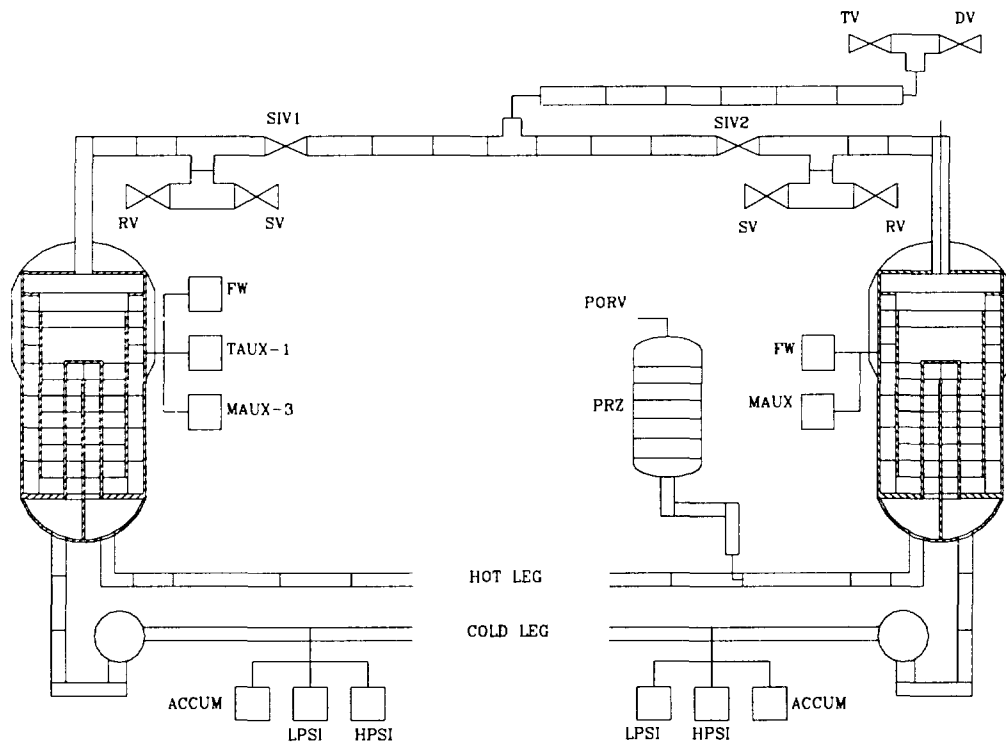 TV DV
SIV1 SIV2
RV SV SV RV
FW
TAUX-1
MAUX-3
PORV
PRZ
FW
MAUX
HOT LEG
COLD LEG
ACCUM LPSI HPSI
LPSI HPSI ACCUM